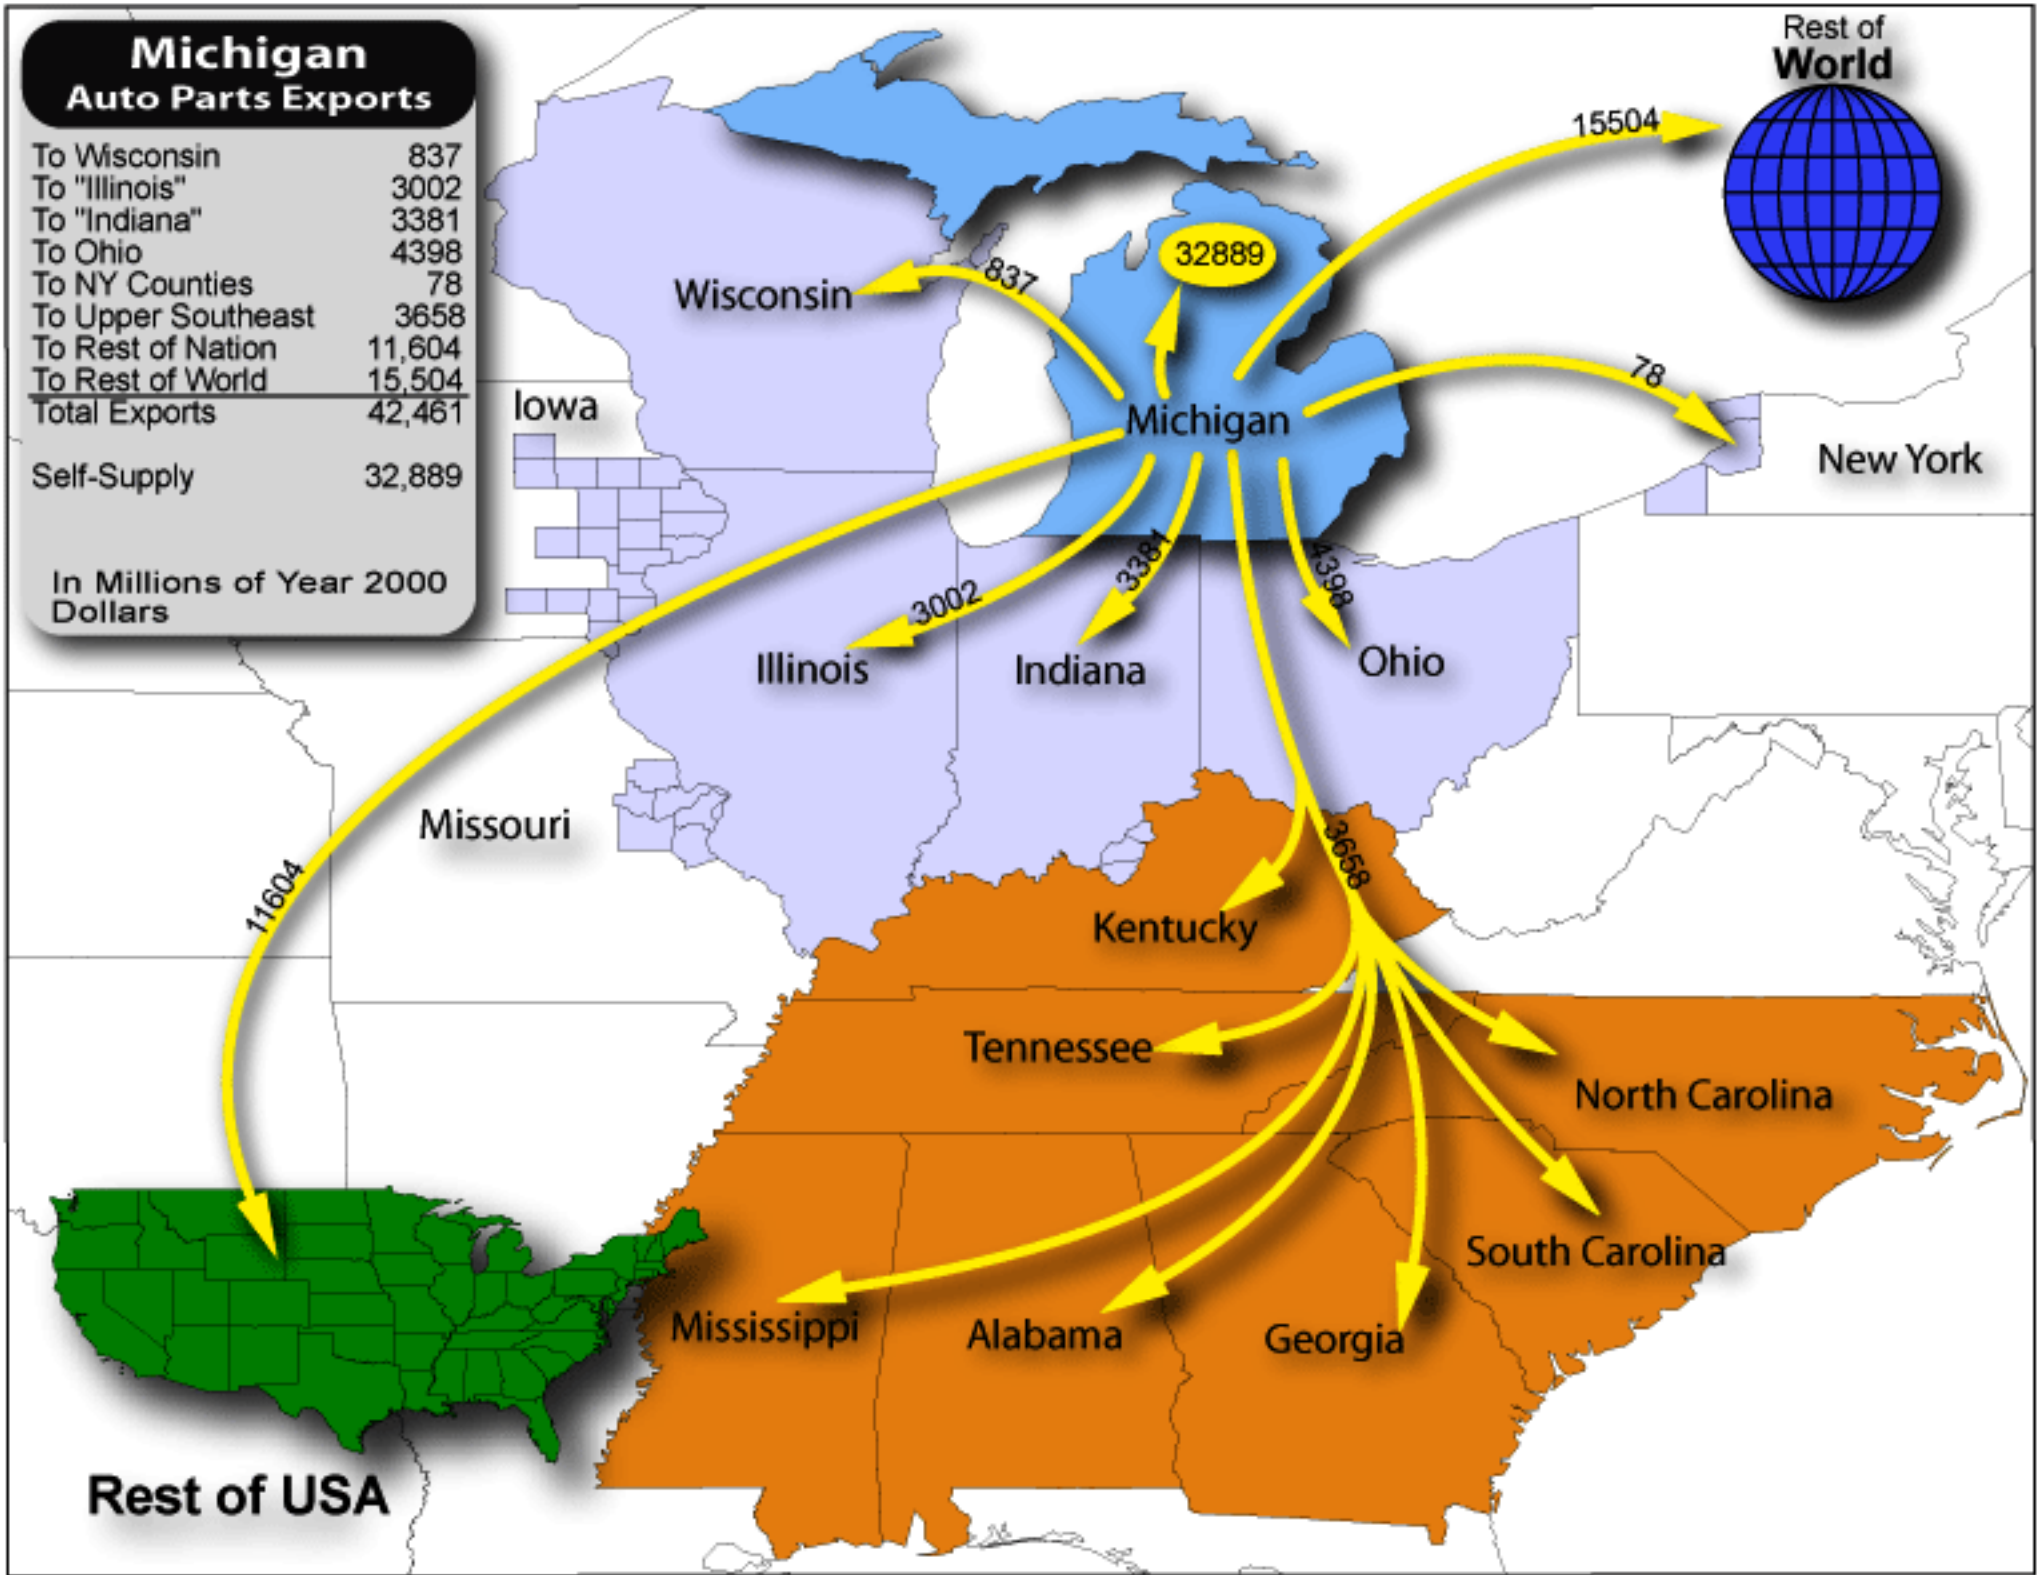 Michigan
Auto Parts Exports
To Wisconsin 837
To "Illinois" 3002
To "Indiana" 3381
To Ohio 4398
To NY Counties 78
To Upper Southeast 3658
To Rest of Nation 11,604
To Rest of World 15,504
Total Exports 42,461
Self-Supply 32,889
In Millions of Year 2000
Dollars
Rest of
World
15504
32889
837
Wisconsin
78
Iowa
Michigan
New York
3381
4398
3002
Illinois
Indiana
Ohio
Missouri
3658
11604
Kentucky
Tennessee
North Carolina
South Carolina
Mississippi
Alabama
Georgia
Rest of USA